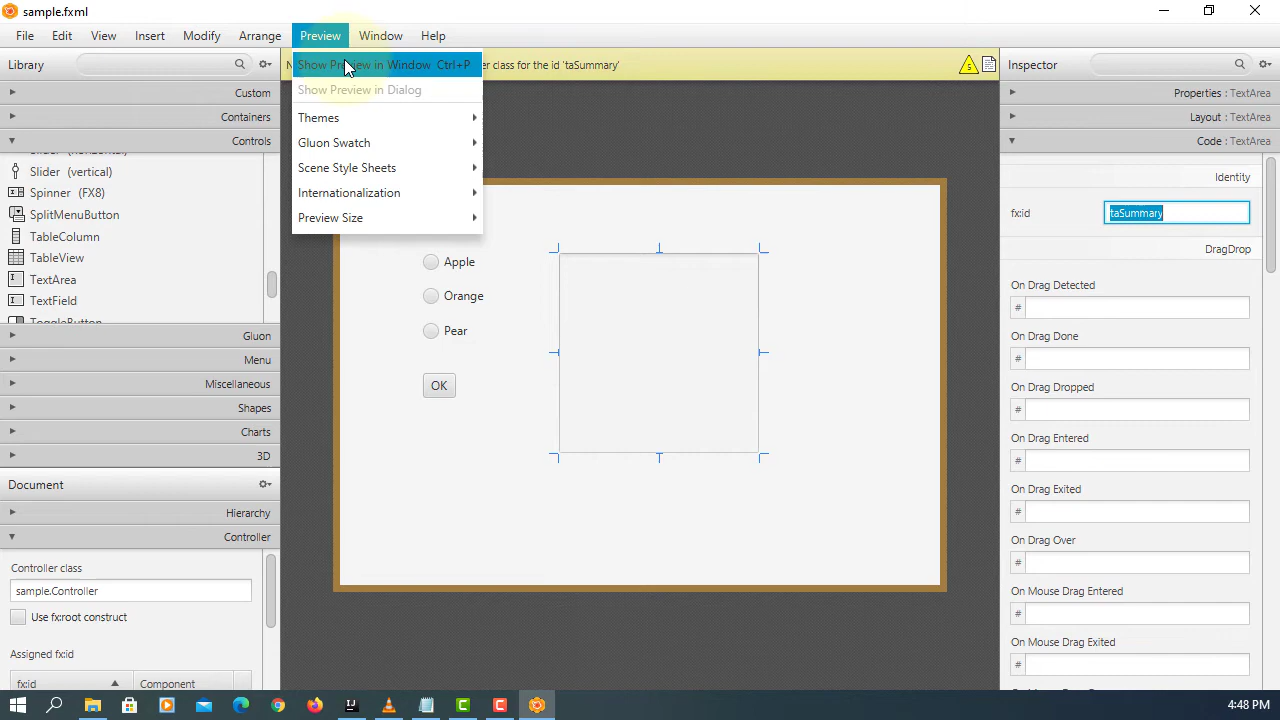 sample.fxml
File Edit View Insert Modify Arrange Preview Window Help
Library
Custom
Containers
Controls
Slider (vertical)
Spinner (FX8)
SplitMenuButton
TableColumn
TableView
TextArea
TextField
Gluon
Menu
Miscellaneous
Shapes
Charts
3D
Document
Hierarchy
Controller
Controller class
sample.Controller
Use fx:root construct
Assigned fx:id
fx:id Component
Show Preview in Window Ctrl+P
Show Preview in Dialog
Themes
Gluon Swatch
Scene Style Sheets
Internationalization
Preview Size
class for the id 'taSummary'
Apple
Orange
Pear
OK
Inspector
Properties : TextArea
Layout : TextArea
Code : TextArea
Identity
fx:id taSummary
DragDrop
On Drag Detected
#
On Drag Done
#
On Drag Dropped
#
On Drag Entered
#
On Drag Exited
#
On Drag Over
#
On Mouse Drag Entered
#
On Mouse Drag Exited
#
4:48 PM